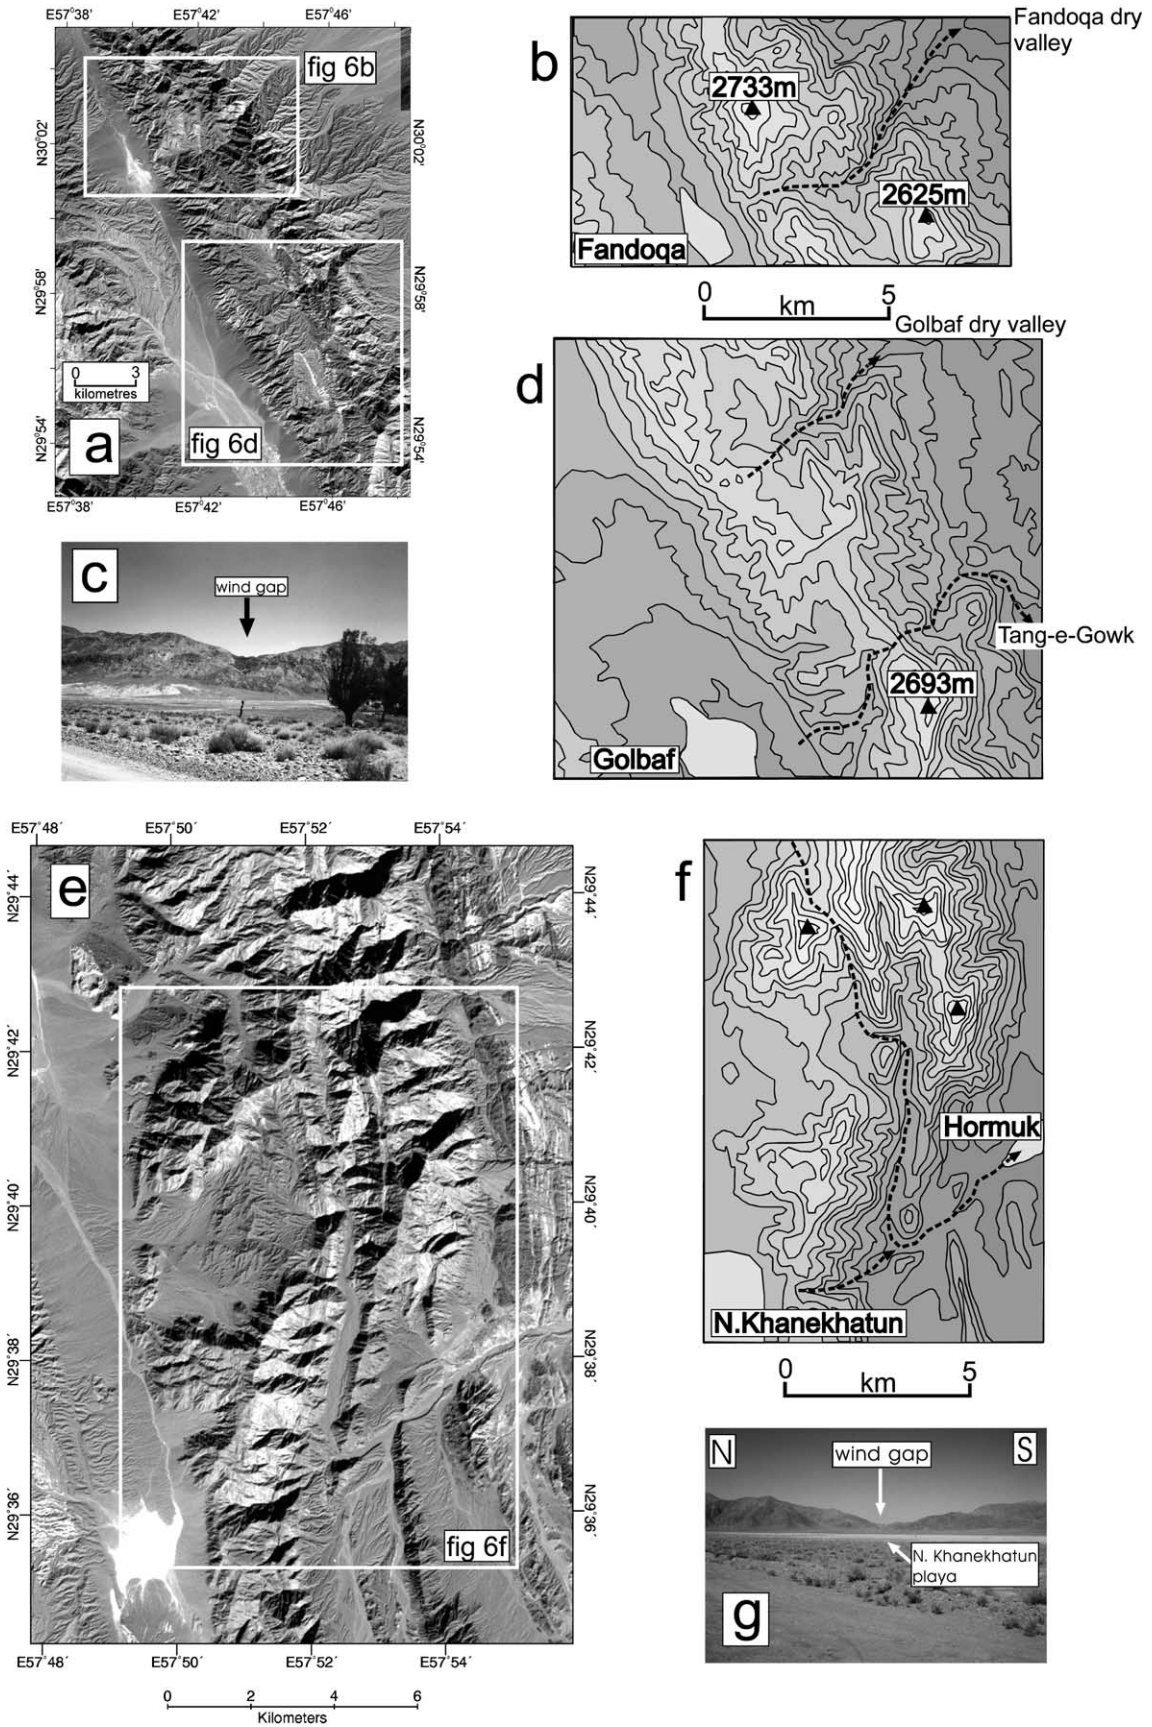 E57°38'
E57°42'
E57°46'
fig 6b
N30°02'
N30°02'
N29°58'
N29°58'
0 3
kilometres
N29°54'
N29°54'
fig 6d
a
E57°38'
E57°42'
E57°46'
b
Fandoqa dry
valley
2733m
2625m
Fandoqa
0 5
km
Golbaf dry valley
d
Tang-e-Gowk
2693m
Golbaf
c
wind gap
E57°48´
E57°50´
E57°52´
E57°54´
e
N29°44´
N29°44´
N29°42´
N29°42´
N29°40´
N29°40´
N29°38´
N29°38´
N29°36´
N29°36´
fig 6f
E57°48´
E57°50´
E57°52´
E57°54´
0 2 4 6
Kilometers
f
Hormuk
N.Khanekhatun
0 5
km
N
wind gap
S
N. Khanekhatun
playa
g